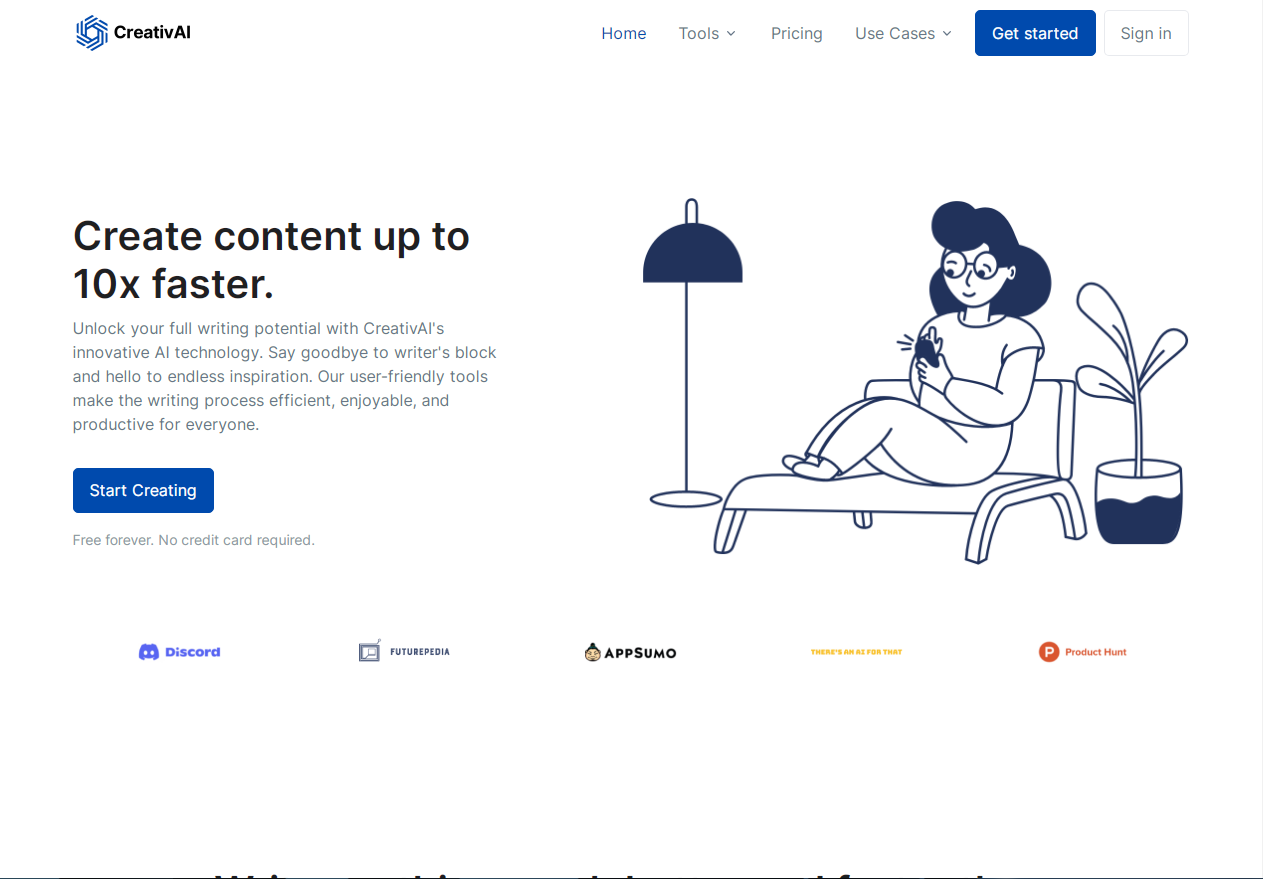 CreativAI
Home
Tools
Pricing
Use Cases
Get started
Sign in
Create content up to
10x faster.
Unlock your full writing potential with CreativAI's
innovative AI technology. Say goodbye to writer's block
and hello to endless inspiration. Our user-friendly tools
make the writing process efficient, enjoyable, and
productive for everyone.
Start Creating
Free forever. No credit card required.
Discord
FUTUREPEDIA
APPSUMO
THERE'S AN AI FOR THAT
P Product Hunt